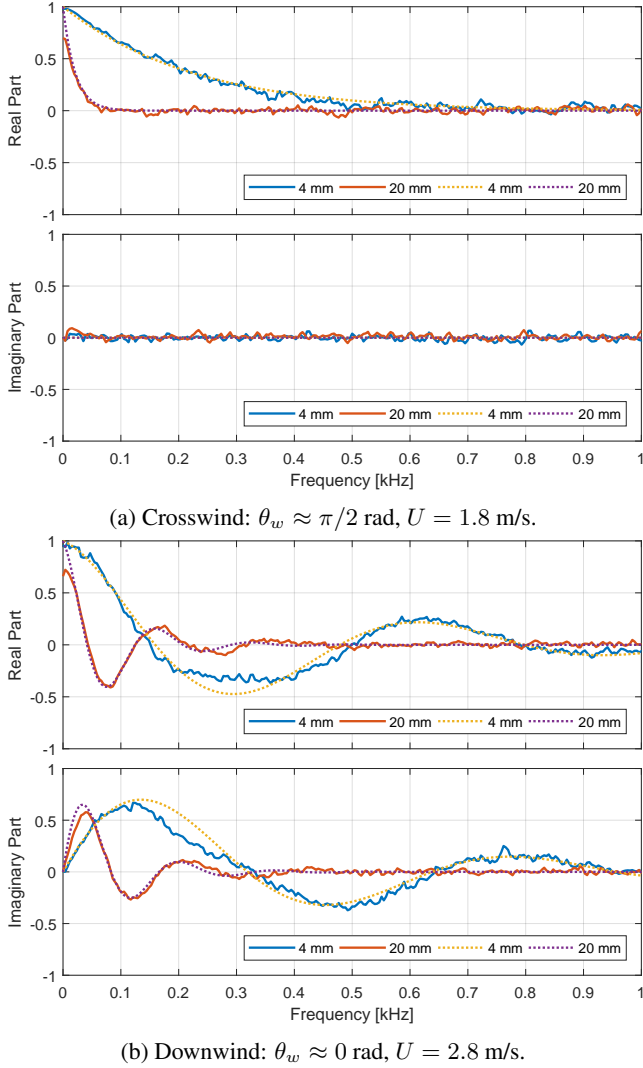 1
0.5
0
-0.5
-1
Real Part
4 mm 20 mm 4 mm 20 mm
1
0.5
0
-0.5
-1
Imaginary Part
4 mm 20 mm 4 mm 20 mm
0 0.1 0.2 0.3 0.4 0.5 0.6 0.7 0.8 0.9 1
Frequency [kHz]
(a) Crosswind: θw ≈ π/2 rad, U = 1.8 m/s.
1
0.5
0
-0.5
-1
Real Part
4 mm 20 mm 4 mm 20 mm
1
0.5
0
-0.5
-1
Imaginary Part
4 mm 20 mm 4 mm 20 mm
0 0.1 0.2 0.3 0.4 0.5 0.6 0.7 0.8 0.9 1
Frequency [kHz]
(b) Downwind: θw ≈ 0 rad, U = 2.8 m/s.